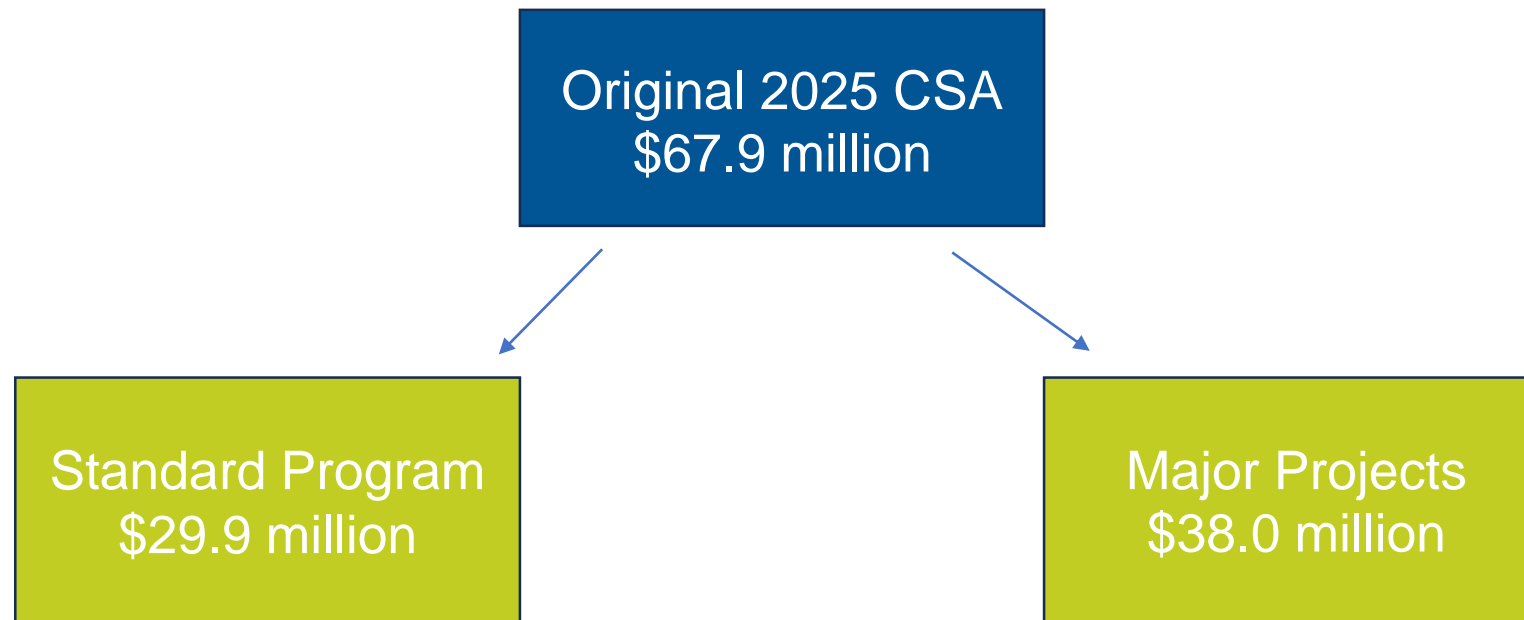 Original 2025 CSA
$67.9 million
Standard Program
$29.9 million
Major Projects
$38.0 million